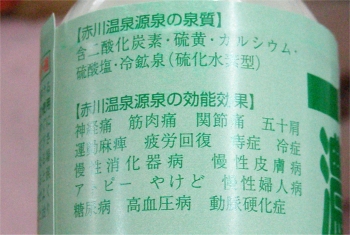 【赤川温泉源泉の泉質】
含二酸化炭素・硫黄・カルシウム・
硫酸塩・冷鉱泉（硫化水素型）
【赤川温泉源泉の効能効果】
神経痛 筋肉痛 関節痛 五十肩
運動麻痺 疲労回復 痔症 冷症
慢性消化器病 慢性皮膚病
アトピー やけど 慢性婦人病
糖尿病 高血圧病 動脈硬化症